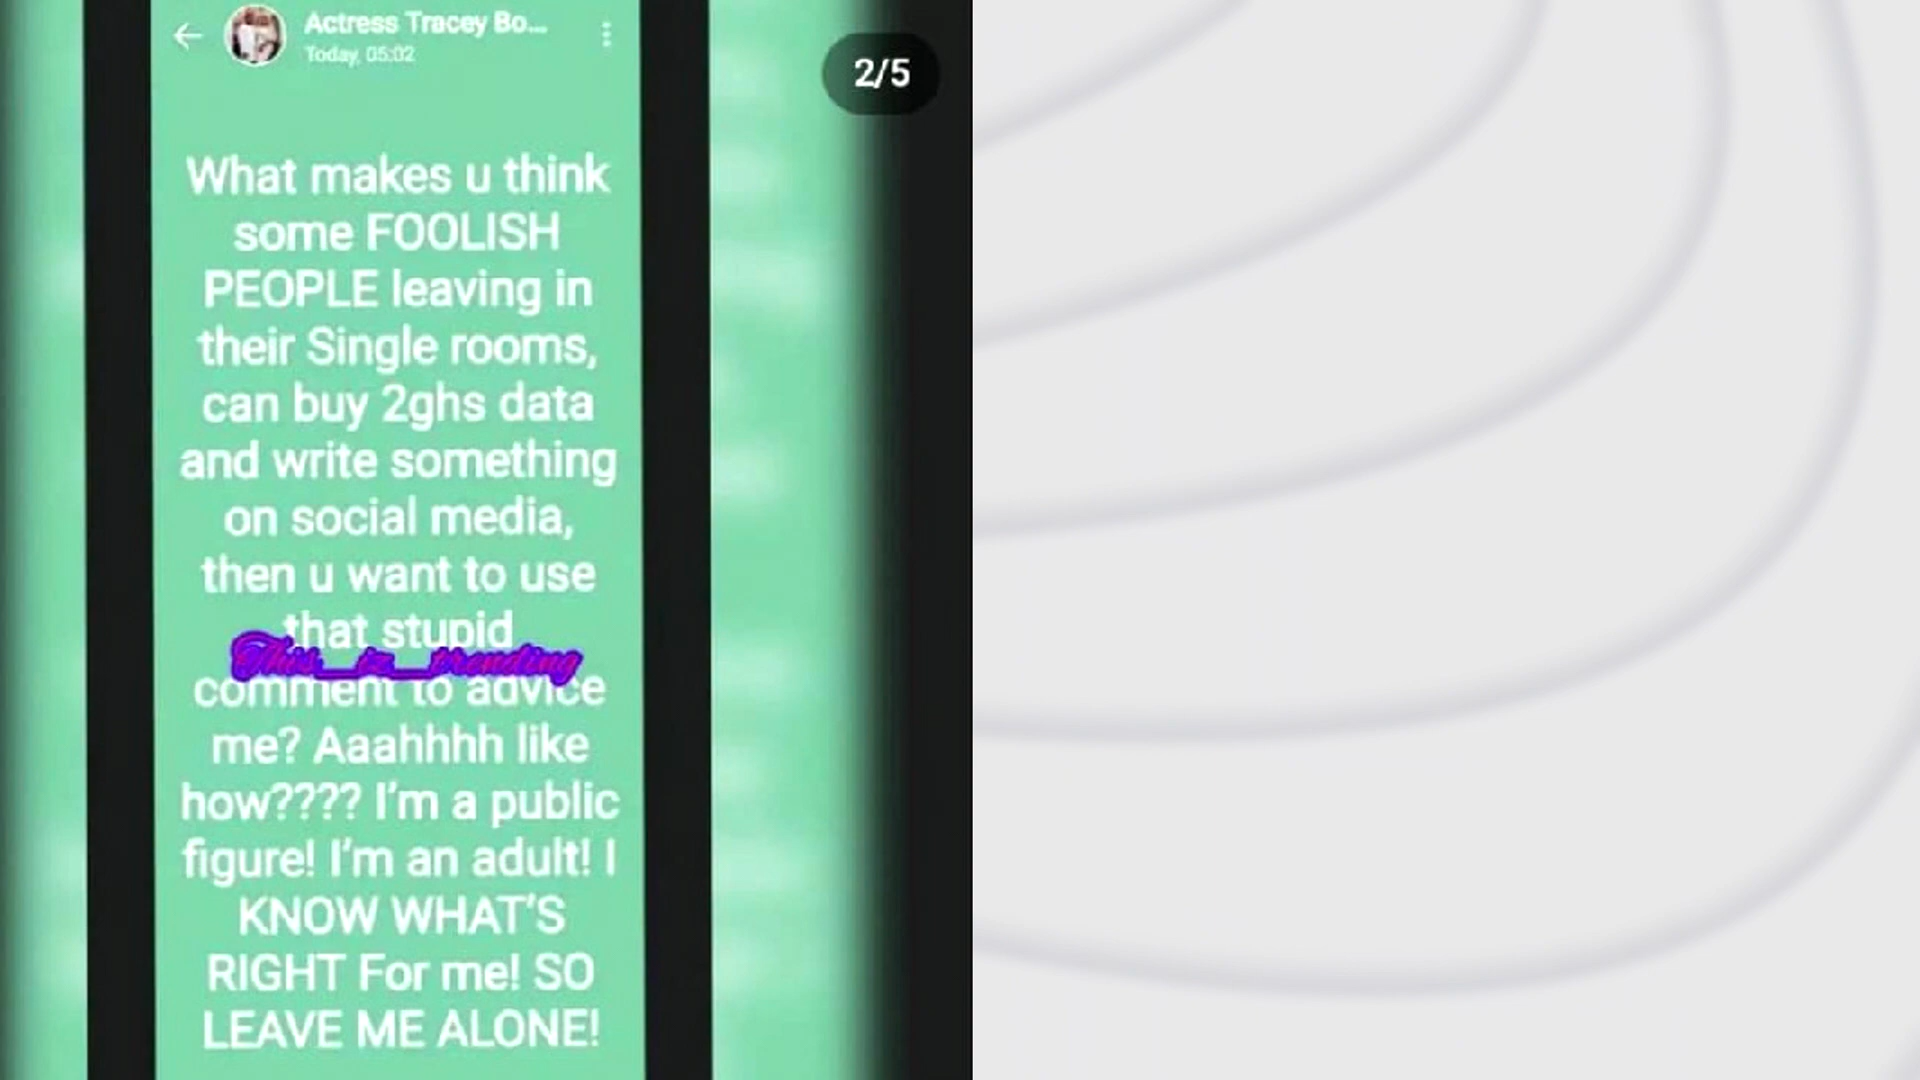 Actress Tracey Bo...
Today, 05:02
2/5
What makes u think
some FOOLISH
PEOPLE leaving in
their Single rooms,
can buy 2ghs data
and write something
on social media,
then u want to use
that stupid
This__iz__trending
comment to advice
me? Aaahhhh like
how???? I'm a public
figure! I'm an adult! I
KNOW WHAT'S
RIGHT For me! SO
LEAVE ME ALONE!